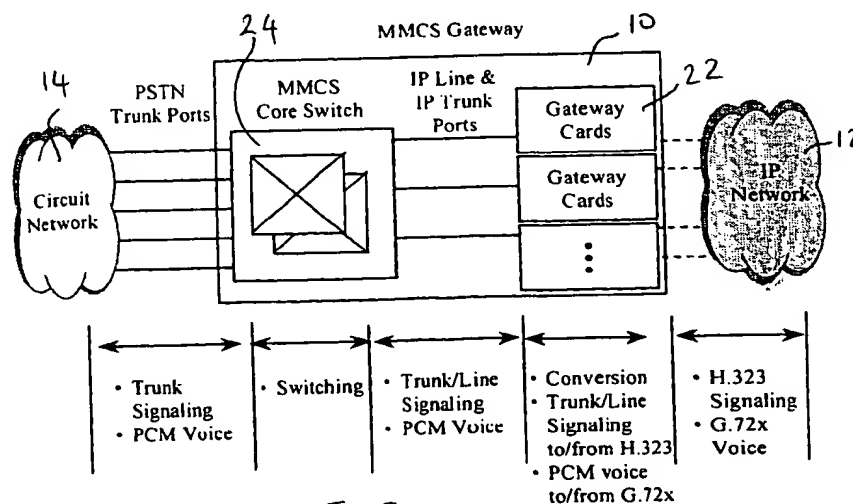 MMCS Gateway
10
24
14
PSTN
Trunk Ports
MMCS
Core Switch
IP Line &
IP Trunk
Ports
22
Gateway
Cards
12
Circuit
Network
Gateway
Cards
IP
Network
• Trunk
Signaling
• PCM Voice
• Switching
• Trunk/Line
Signaling
• PCM Voice
• Conversion
• Trunk/Line
Signaling
to/from H.323
• PCM voice
to/from G.72x
• H.323
Signaling
• G.72x
Voice